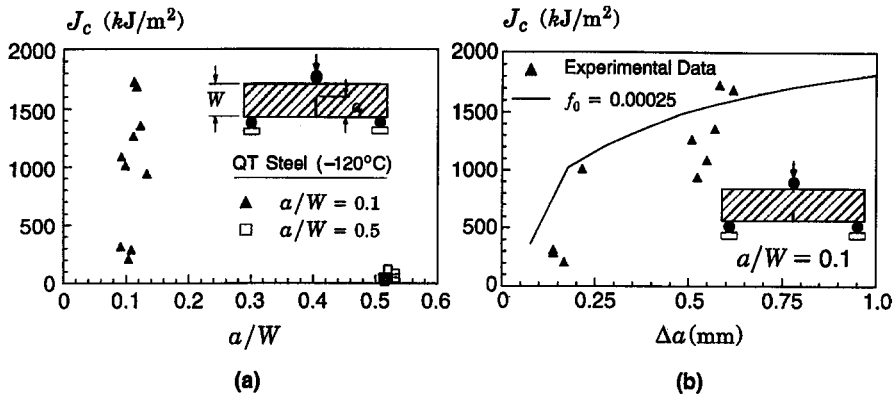 J_c (kJ/m²)
2000
1500
1000
500
0
0
0.1
0.2
0.3
0.4
0.5
0.6
a/W
W
a
QT Steel (−120°C)
▲ a/W = 0.1
□ a/W = 0.5
(a)
J_c (kJ/m²)
2000
1500
1000
500
0
0
0.25
0.50
0.75
1.0
Δa(mm)
▲ Experimental Data
— f₀ = 0.00025
a/W = 0.1
(b)